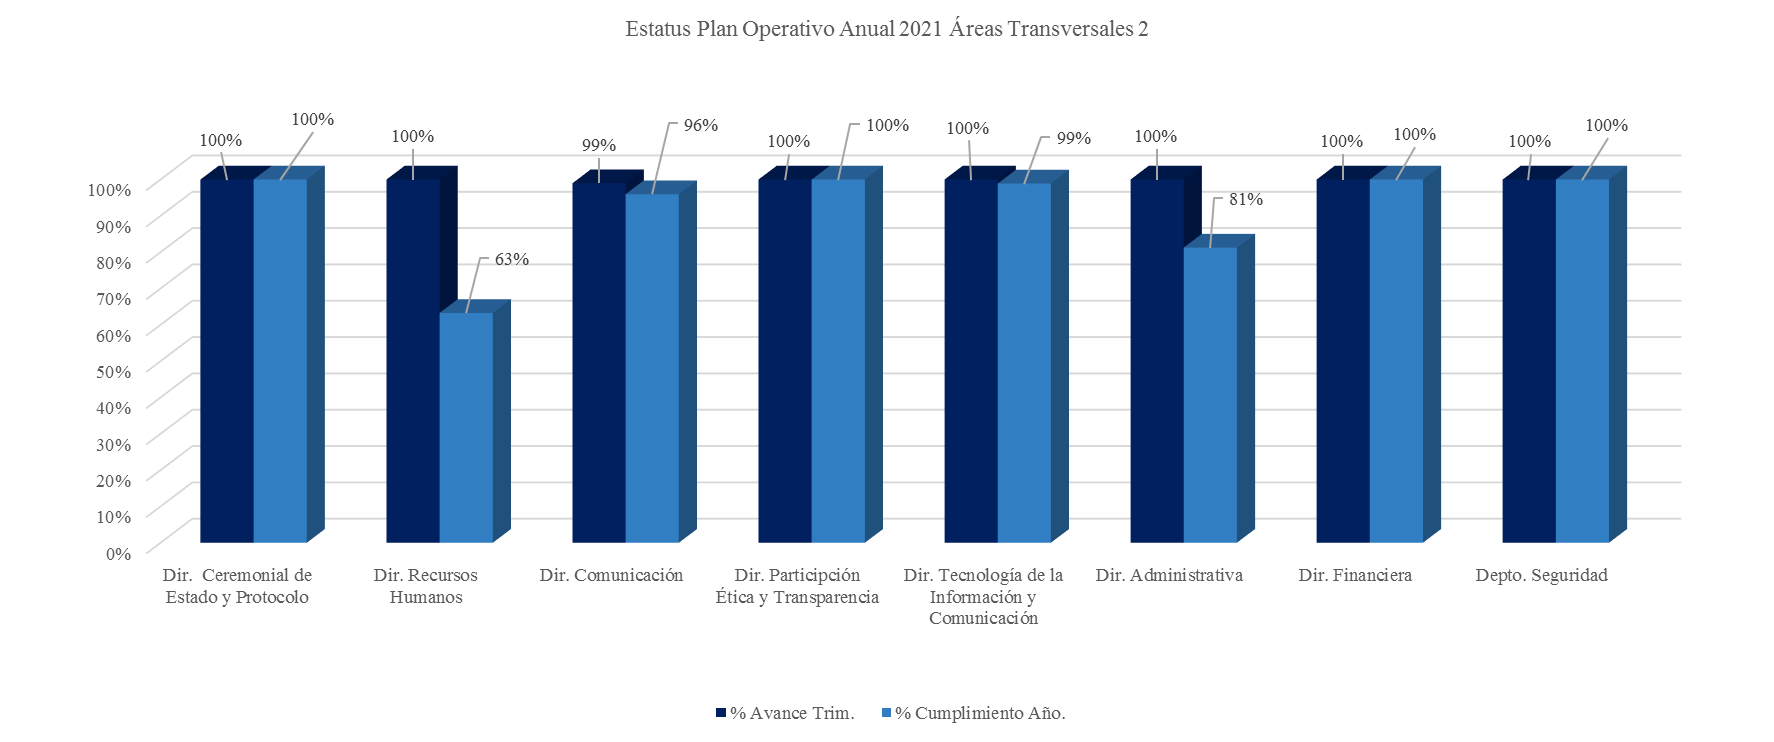 Estatus Plan Operativo Anual 2021 Áreas Transversales 2
100%
100%
100%
63%
99%
96%
100%
100%
100%
99%
100%
81%
100%
100%
100%
100%
100%
90%
80%
70%
60%
50%
40%
30%
20%
10%
0%
Dir. Ceremonial de
Estado y Protocolo
Dir. Recursos
Humanos
Dir. Comunicación
Dir. Participción
Ética y Transparencia
Dir. Tecnología de la
Información y
Comunicación
Dir. Administrativa
Dir. Financiera
Depto. Seguridad
% Avance Trim.
% Cumplimiento Año.